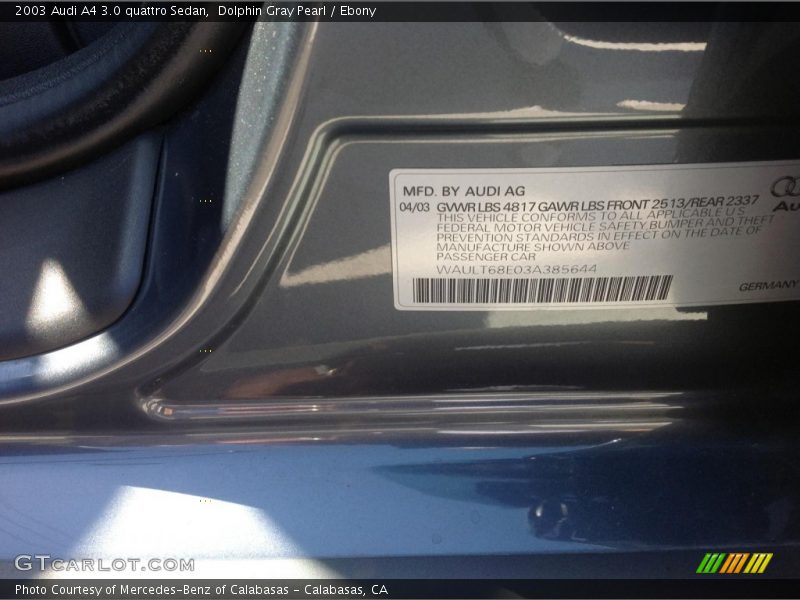 2003 Audi A4 3.0 quattro Sedan,  Dolphin Gray Pearl / Ebony
MFD. BY AUDI AG
04/03 GVWR LBS 4817 GAWR LBS FRONT 2513/REAR 2337
THIS VEHICLE CONFORMS TO ALL APPLICABLE U S
FEDERAL MOTOR VEHICLE SAFETY,BUMPER AND THEFT
PREVENTION STANDARDS IN EFFECT ON THE DATE OF
MANUFACTURE SHOWN ABOVE
PASSENGER CAR
WAULT68E03A385644
GERMANY
GTCARLOT.COM
Photo Courtesy of Mercedes-Benz of Calabasas - Calabasas, CA